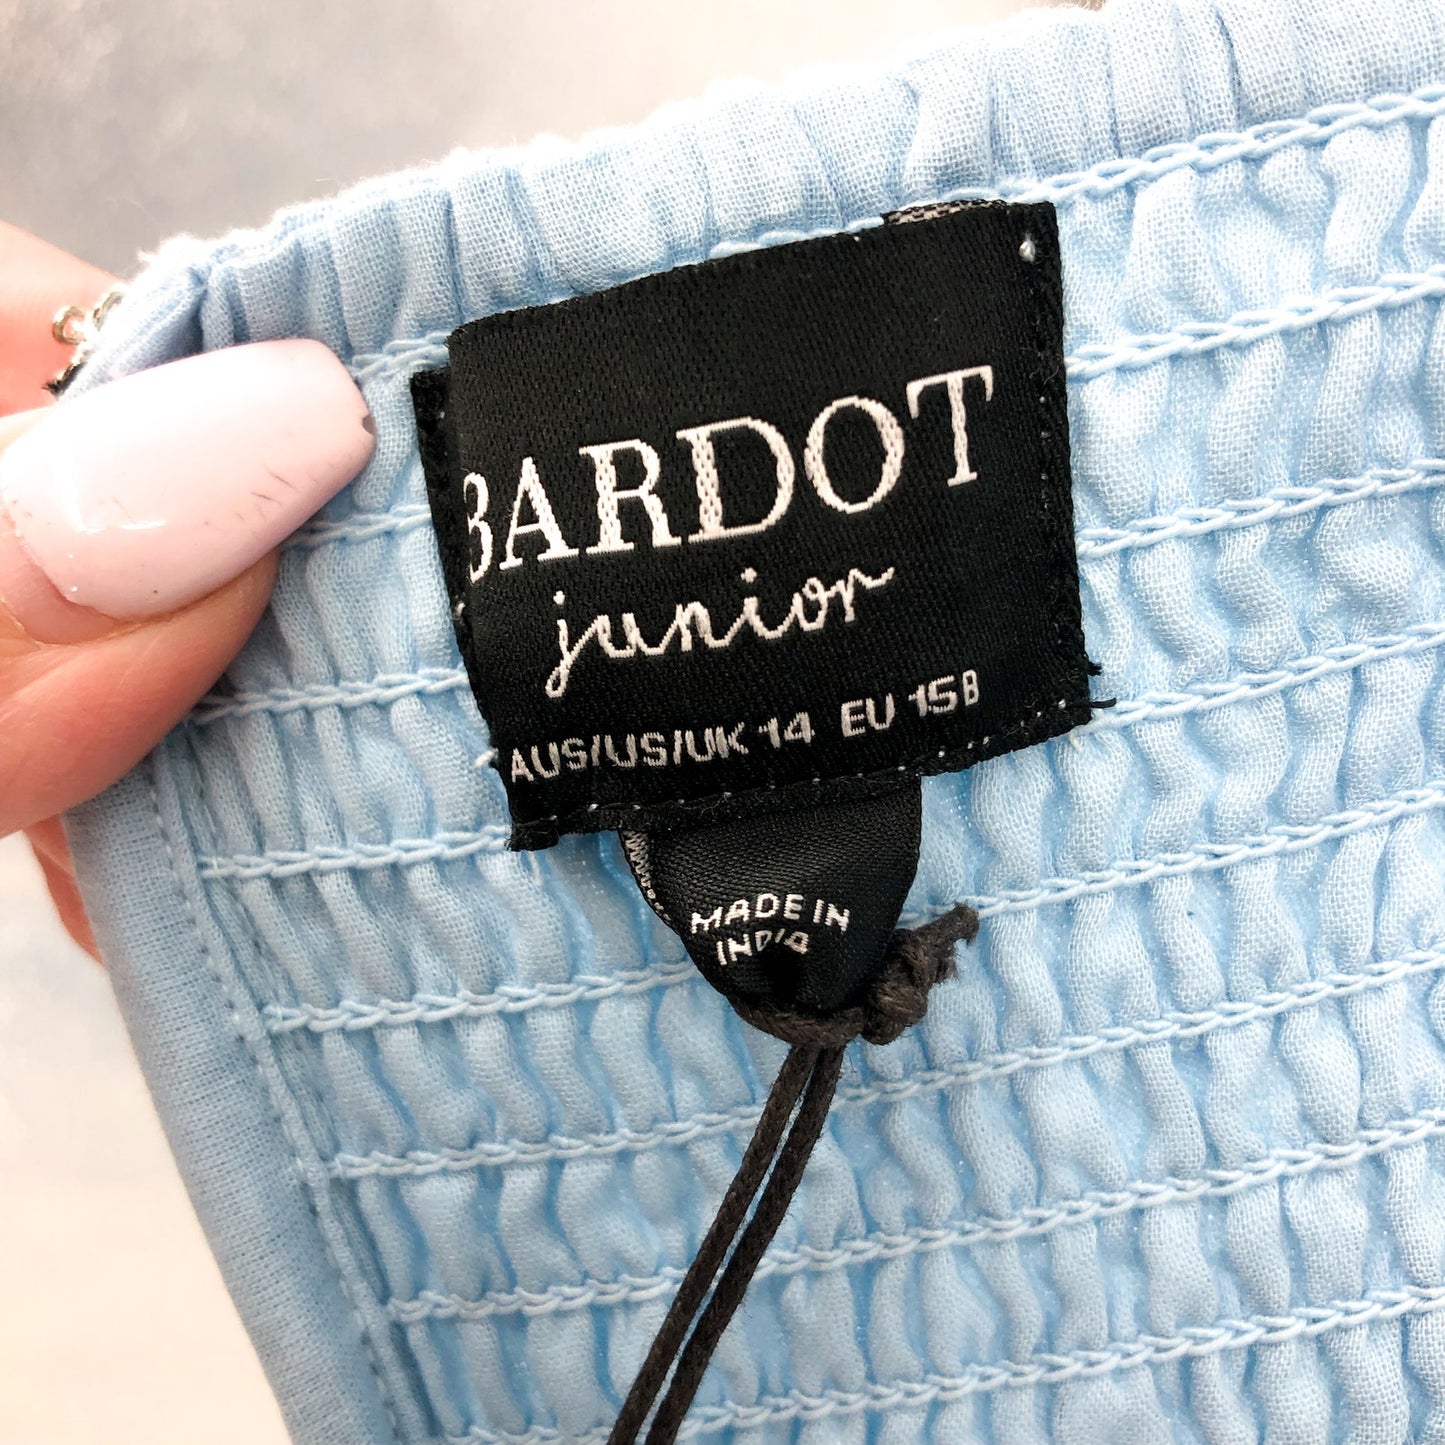 BARDOT
junior
AUS/US/UK 14 EU 158
MADE IN
INDIA